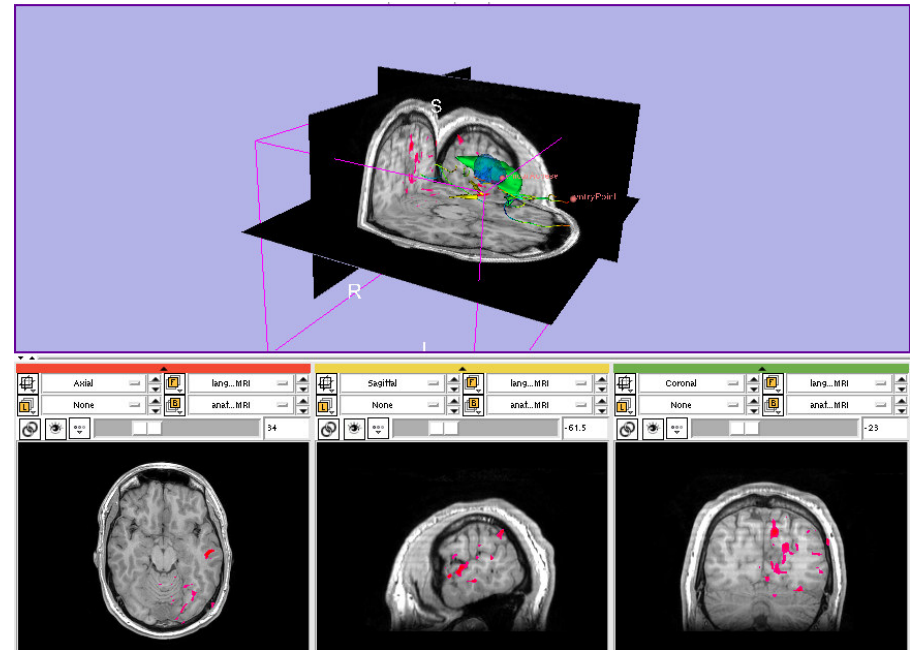 S
mtryPoint
R
Axial
F
lang...MRI
L
None
B
anat...MRI
34
Sagittal
F
lang...MRI
L
None
B
anat...MRI
-61.5
Coronal
F
lang...MRI
L
None
B
anat...MRI
-23